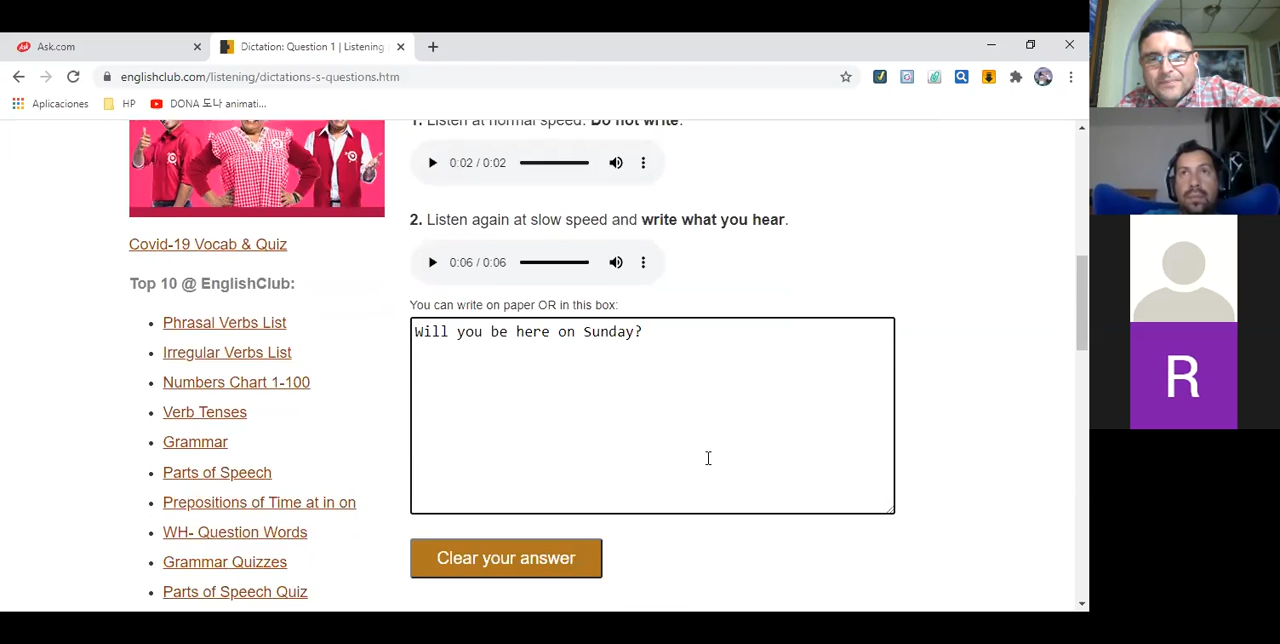 Ask.com
Dictation: Question 1 | Listening
englishclub.com/listening/dictations-s-questions.htm
Aplicaciones
HP
DONA 도나 animati...
1. Listen at normal speed. Do not write.
0:02 / 0:02
2. Listen again at slow speed and write what you hear.
0:06 / 0:06
You can write on paper OR in this box:
Will you be here on Sunday?
Clear your answer
Covid-19 Vocab & Quiz
Top 10 @ EnglishClub:
Phrasal Verbs List
Irregular Verbs List
Numbers Chart 1-100
Verb Tenses
Grammar
Parts of Speech
Prepositions of Time at in on
WH- Question Words
Grammar Quizzes
Parts of Speech Quiz
R